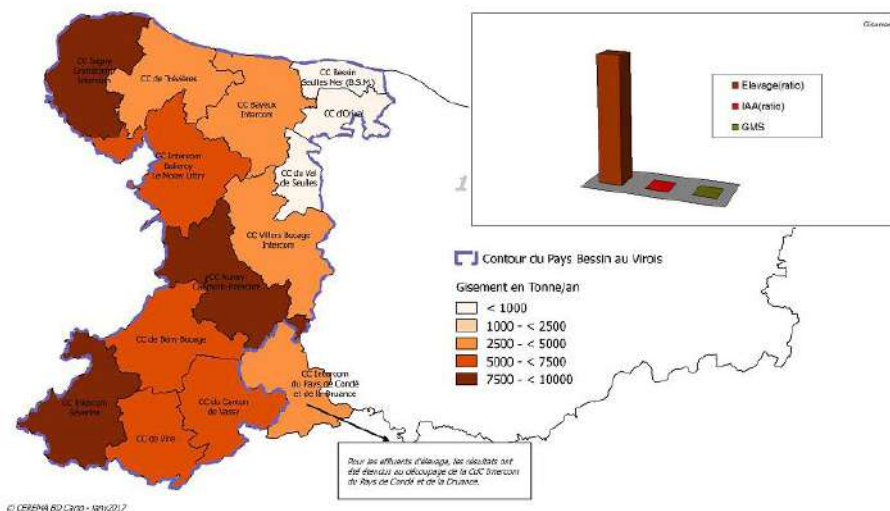 Gisement
Elevage(ratio)
IAA(ratio)
GMS
CC Isigny
Grandcamp
Intercom
CC de Trévières
CC Bayeux
Intercom
CC Bessin
Seulles Mer (B.S.M.)
CC d'Orival
CC Intercom
Balleroy
Le Molay Littry
CC du Val
de Seulles
1
CC Villers Bocage
Intercom
CC Aunay
Contour du Pays Bessin au Virois
Gisement en Tonne/an
< 1000
1000 - < 2500
2500 - < 5000
5000 - < 7500
7500 - < 10000
CC de Bény-Bocage
CC Intercom
Séverine
CC du Canton
de Vassy
CC de Vire
CC Intercom
du Pays de Condé
et de la Druance
Pour les effluents d'élevage, les résultats ont
été étendus au découpage de la CdC Intercom
du Pays de Condé et de la Druance.
© CEREMA BD Carto - Janv2017